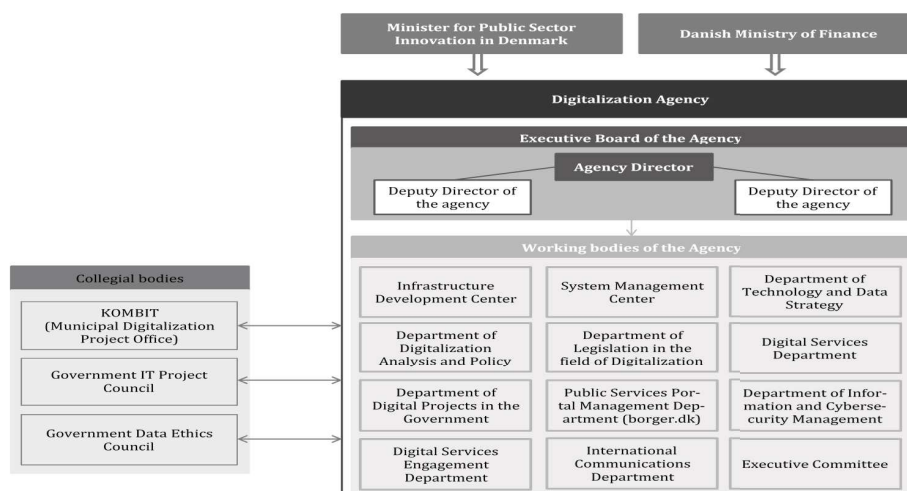 Minister for Public Sector
Innovation in Denmark
Danish Ministry of Finance
Digitalization Agency
Executive Board of the Agency
Agency Director
Deputy Director of
the agency
Deputy Director of
the agency
Working bodies of the Agency
Collegial bodies
KOMBIT
(Municipal Digitalization
Project Office)
Government IT Project
Council
Government Data Ethics
Council
Infrastructure
Development Center
System Management
Center
Department of
Technology and Data
Strategy
Department of
Digitalization
Analysis and Policy
Department of
Legislation in the
field of Digitalization
Digital Services
Department
Department of
Digital Projects in the
Government
Public Services Por-
tal Management Dep-
artment (borger.dk)
Department of Infor-
mation and Cyberse-
curity Management
Digital Services
Engagement
Department
International
Communications
Department
Executive Committee